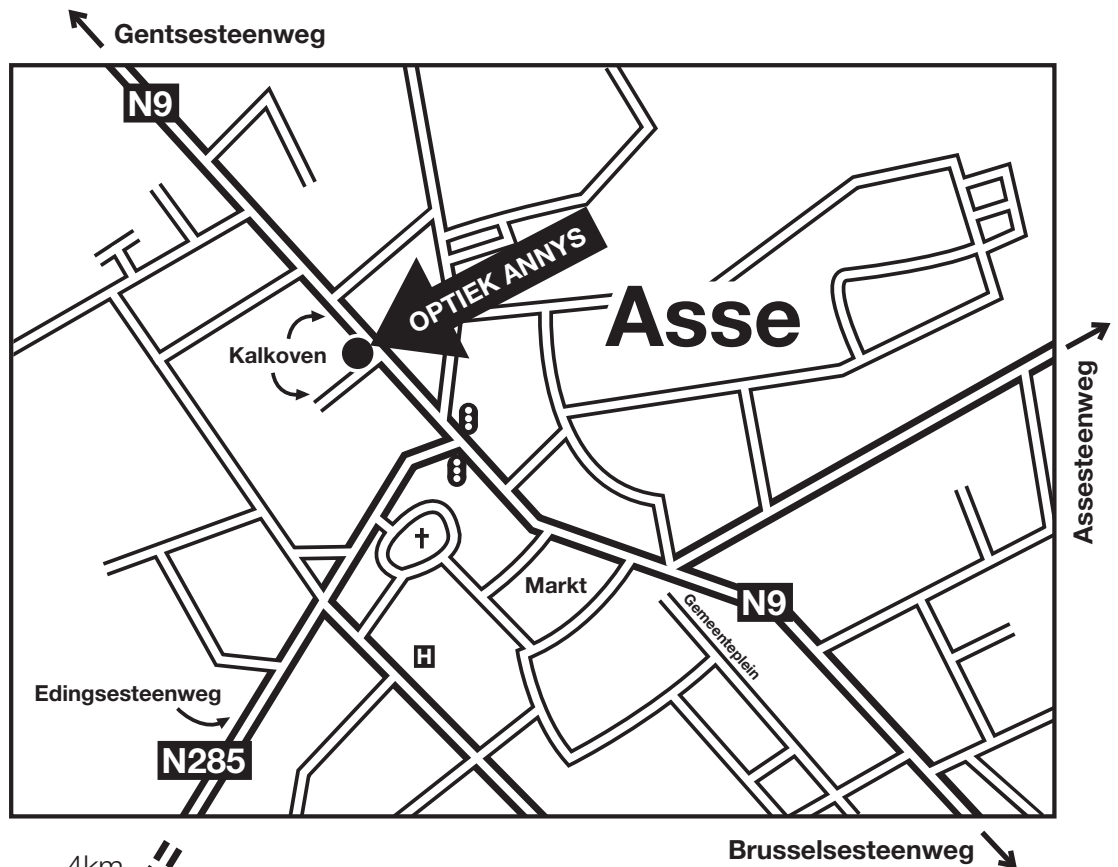 Gentsesteenweg
N9
OPTIEK ANNYS
Asse
Kalkoven
Assesteenweg
Markt
N9
Gemeenteplein
H
Edingsesteenweg
N285
4km
Brusselsesteenweg